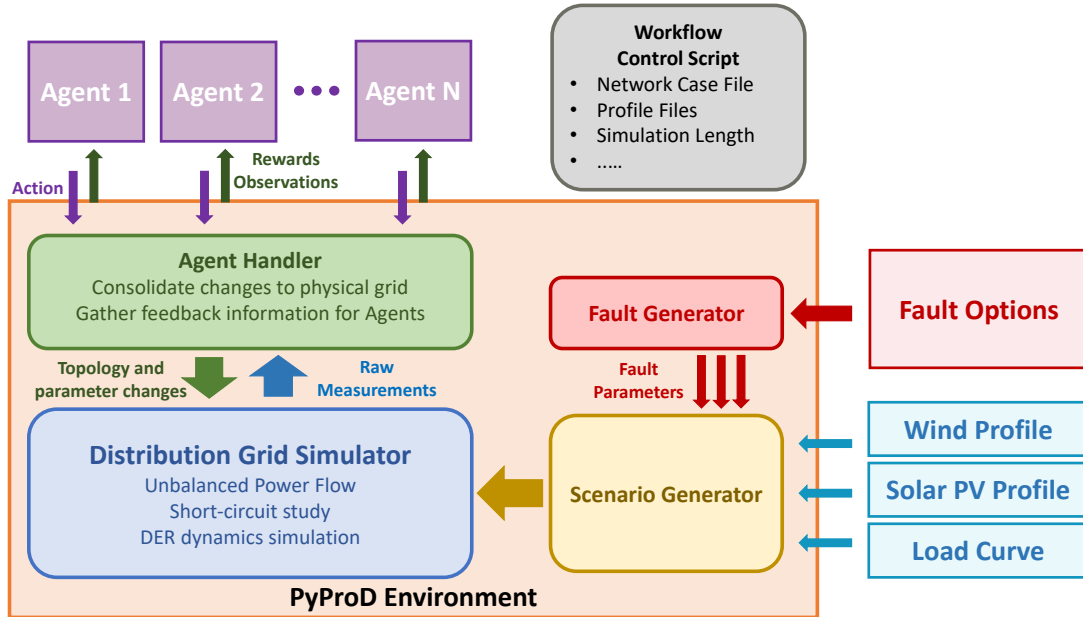 Agent 1
Agent 2
Agent N
Workflow
Control Script
• Network Case File
• Profile Files
• Simulation Length
• .....
Action
Rewards
Observations
Agent Handler
Consolidate changes to physical grid
Gather feedback information for Agents
Fault Generator
Fault Options
Topology and
parameter changes
Raw
Measurements
Fault
Parameters
Distribution Grid Simulator
Unbalanced Power Flow
Short-circuit study
DER dynamics simulation
Scenario Generator
Wind Profile
Solar PV Profile
Load Curve
PyProD Environment